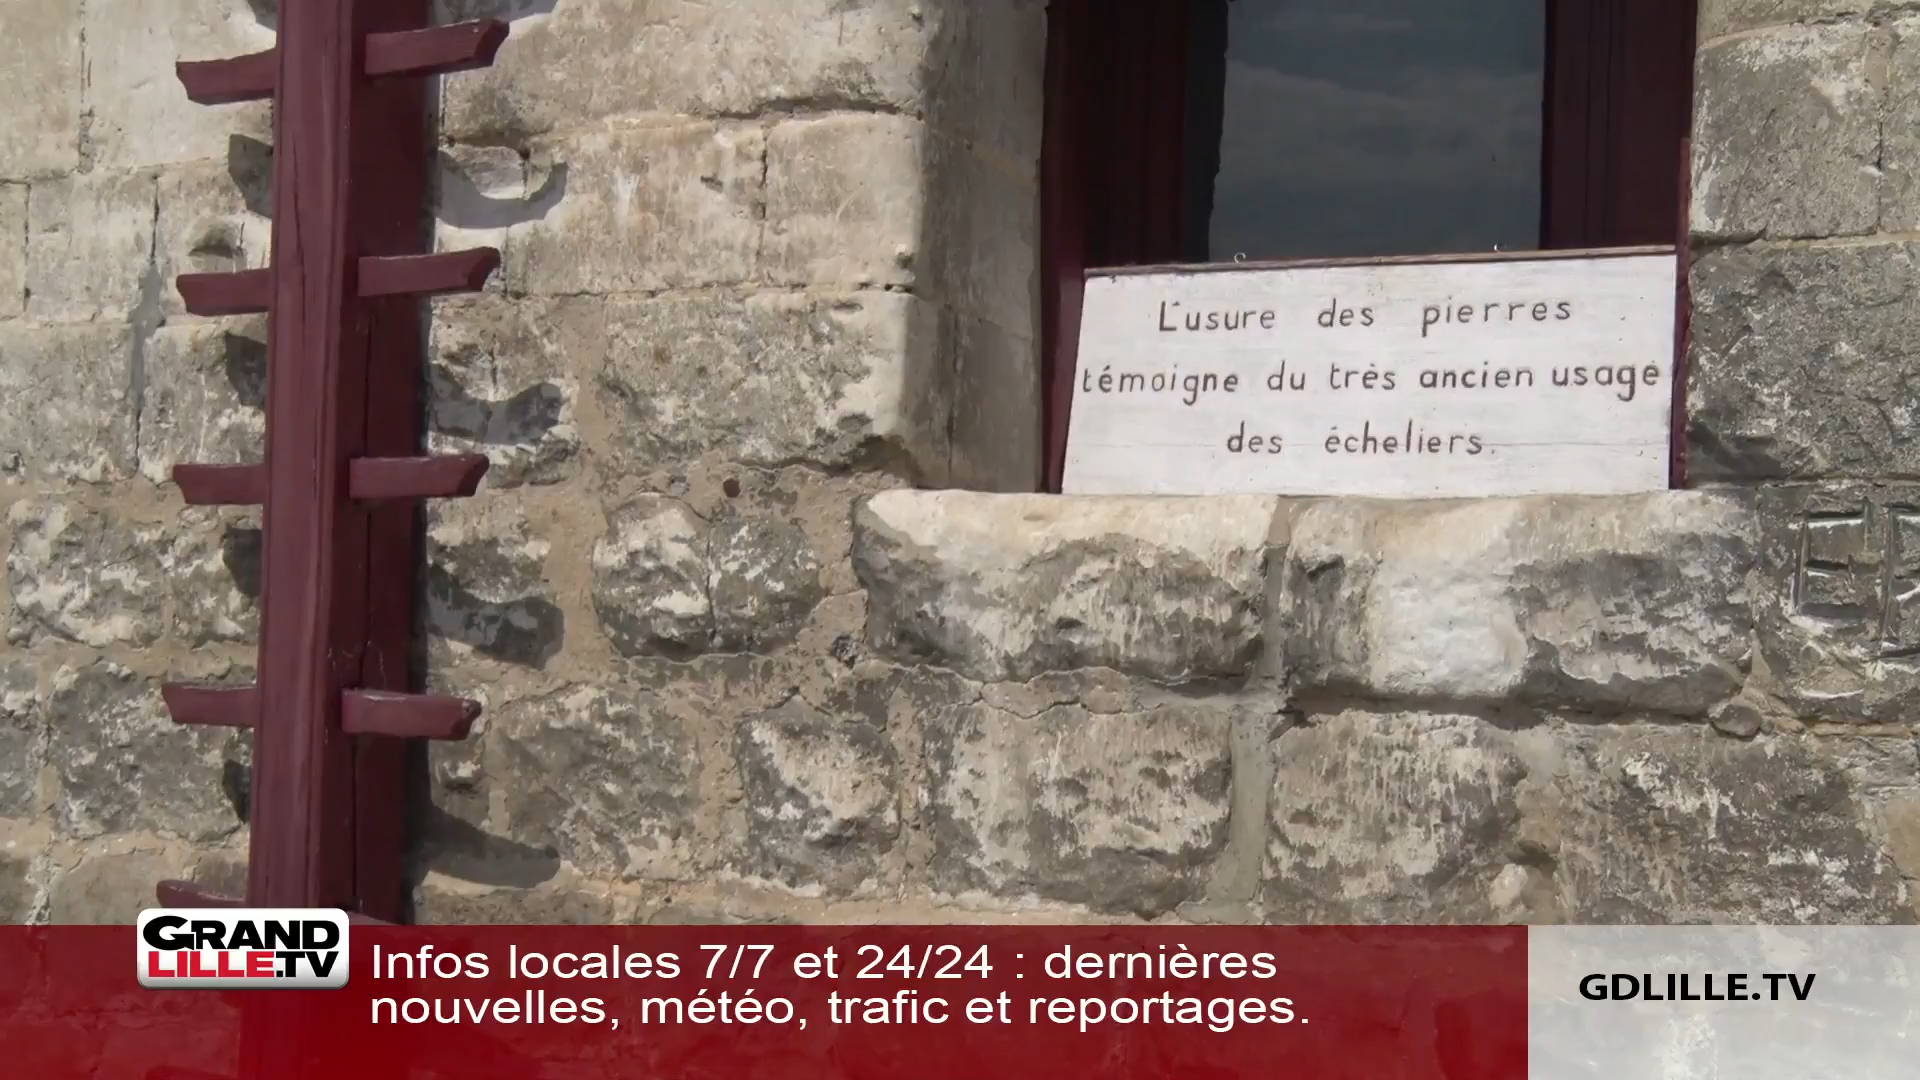 L'usure des pierres
témoigne du très ancien usage
des écheliers.
GRAND
LILLE.TV
Infos locales 7/7 et 24/24 : dernières
nouvelles, météo, trafic et reportages.
GDLILLE.TV